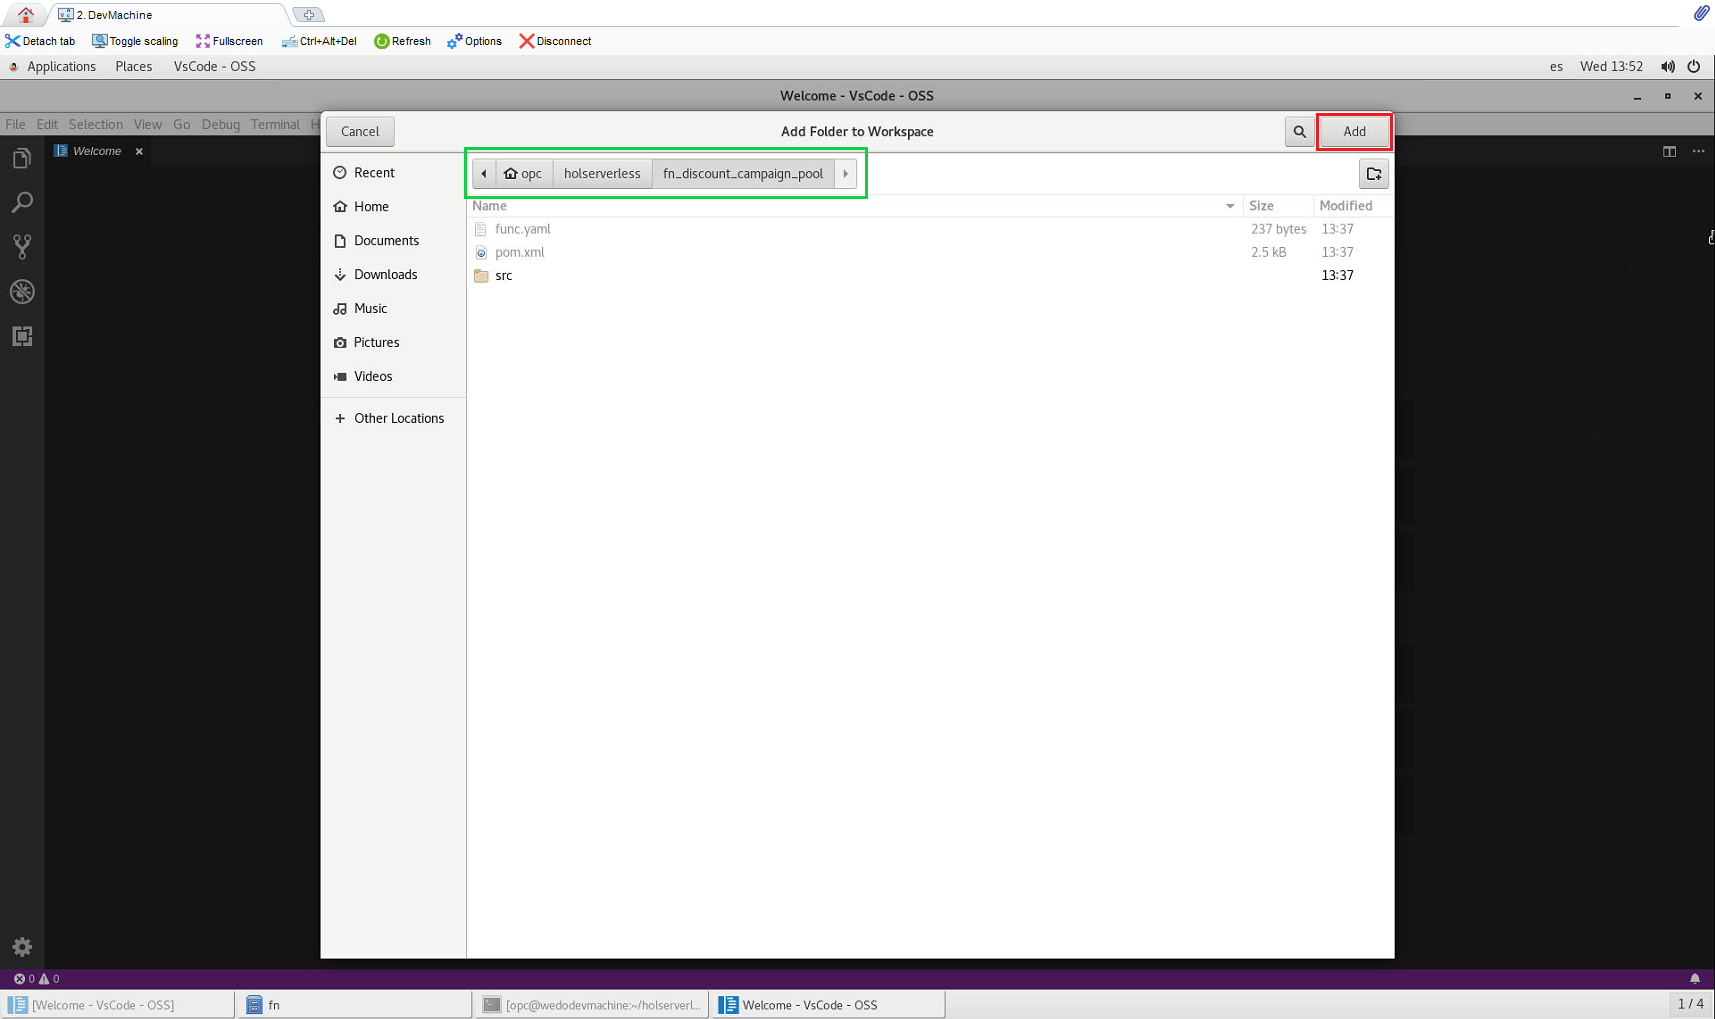 2. DevMachine
Detach tab Toggle scaling Fullscreen Ctrl+Alt+Del Refresh Options Disconnect
Applications Places VsCode - OSS es Wed 13:52
Welcome - VsCode - OSS
File Edit Selection View Go Debug Terminal H
Cancel Add Folder to Workspace Add
Welcome
Recent
opc holserverless fn_discount_campaign_pool
Home
Name Size Modified
func.yaml 237 bytes 13:37
Documents
pom.xml 2.5 kB 13:37
Downloads
src 13:37
Music
Pictures
Videos
Other Locations
0 0
[Welcome - VsCode - OSS] fn [opc@wedodevmachine:~/holserverl... Welcome - VsCode - OSS 1 / 4